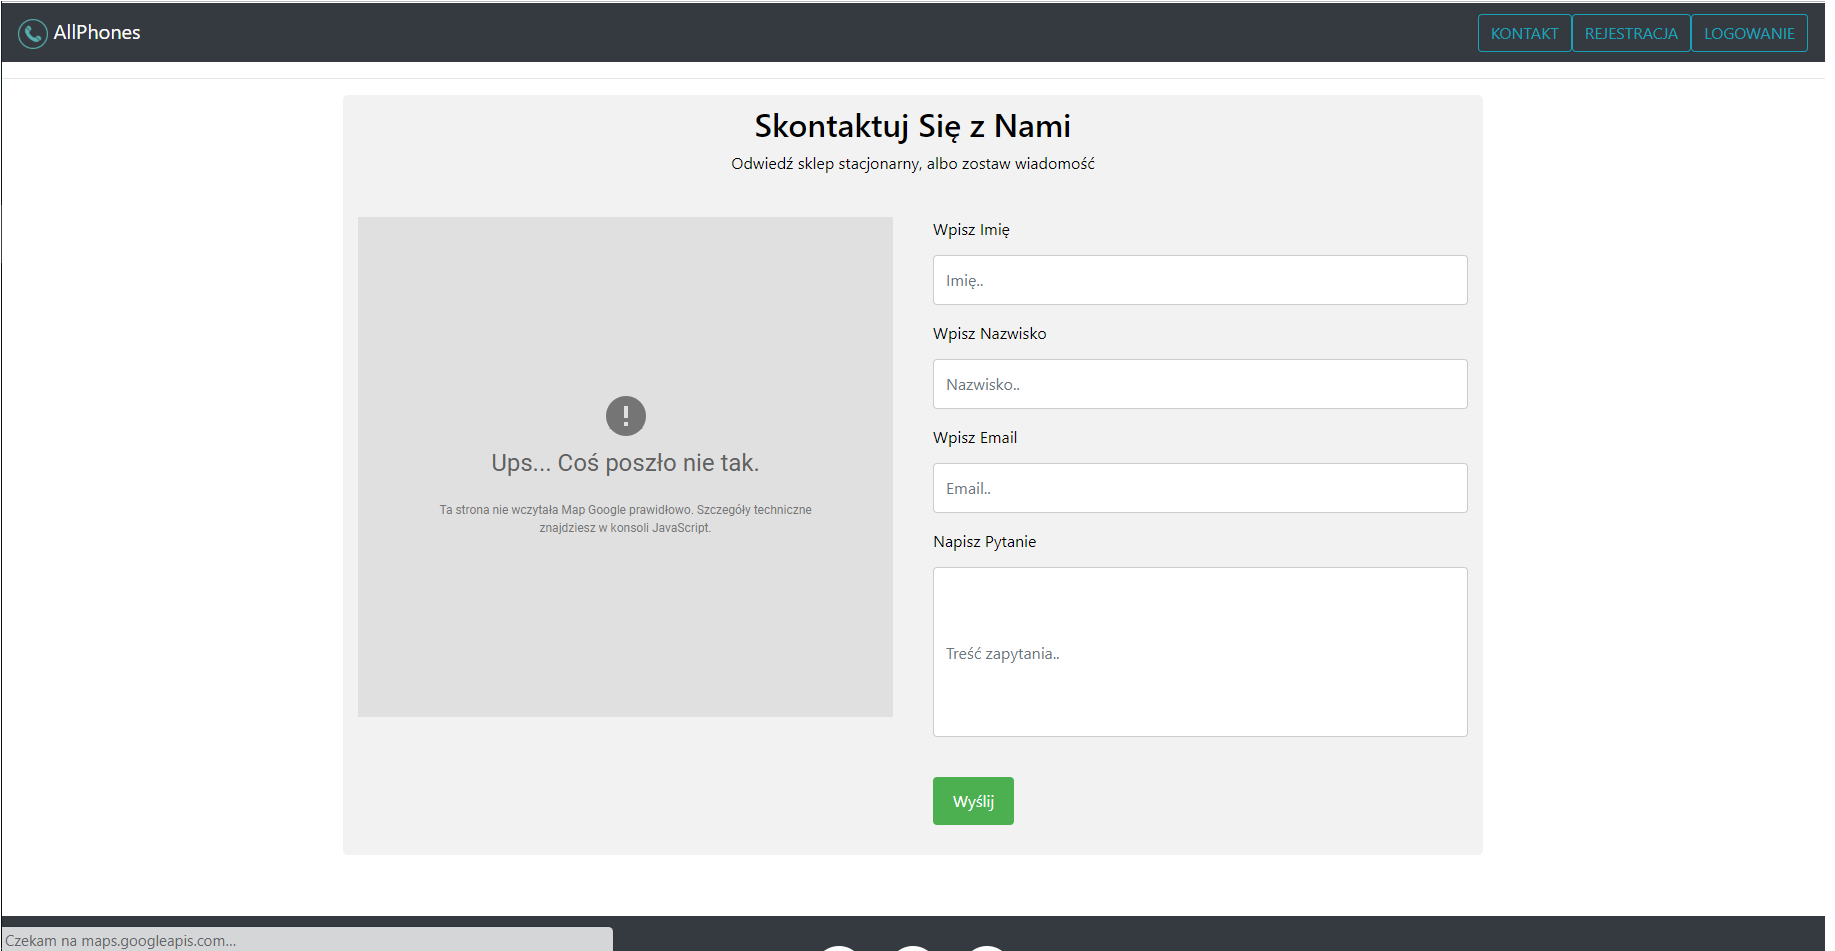 AllPhones
KONTAKT REJESTRACJA LOGOWANIE
Skontaktuj Się z Nami
Odwiedź sklep stacjonarny, albo zostaw wiadomość
Ups... Coś poszło nie tak.
Ta strona nie wczytała Map Google prawidłowo. Szczegóły techniczne
znajdziesz w konsoli JavaScript.
Wpisz Imię
Imię..
Wpisz Nazwisko
Nazwisko..
Wpisz Email
Email..
Napisz Pytanie
Treść zapytania..
Wyślij
Czekam na maps.googleapis.com...